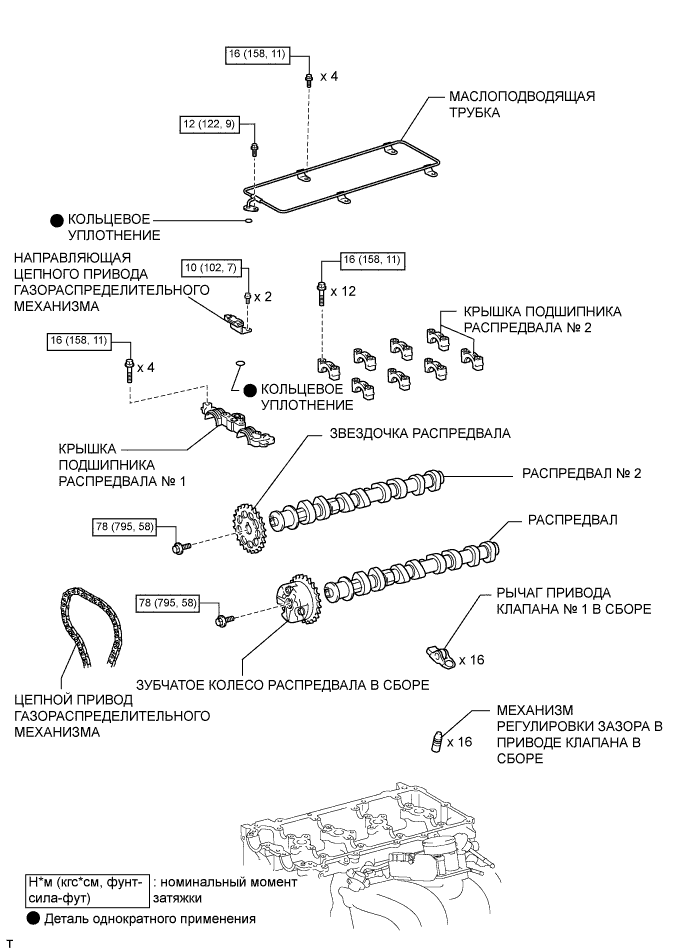 16 (158, 11)
x 4
МАСЛОПОДВОДЯЩАЯ
ТРУБКА
12 (122, 9)
КОЛЬЦЕВОЕ
УПЛОТНЕНИЕ
НАПРАВЛЯЮЩАЯ
ЦЕПНОГО ПРИВОДА
ГАЗОРАСПРЕДЕЛИТЕЛЬНОГО
МЕХАНИЗМА
10 (102, 7)
x 2
16 (158, 11)
x 12
КРЫШКА ПОДШИПНИКА
РАСПРЕДВАЛА № 2
16 (158, 11)
x 4
КОЛЬЦЕВОЕ
УПЛОТНЕНИЕ
КРЫШКА
ПОДШИПНИКА
РАСПРЕДВАЛА № 1
ЗВЕЗДОЧКА РАСПРЕДВАЛА
РАСПРЕДВАЛ № 2
78 (795, 58)
РАСПРЕДВАЛ
78 (795, 58)
РЫЧАГ ПРИВОДА
КЛАПАНА № 1 В СБОРЕ
x 16
ЗУБЧАТОЕ КОЛЕСО РАСПРЕДВАЛА В СБОРЕ
ЦЕПНОЙ ПРИВОД
ГАЗОРАСПРЕДЕЛИТЕЛЬНОГО
МЕХАНИЗМА
МЕХАНИЗМ
РЕГУЛИРОВКИ ЗАЗОРА В
ПРИВОДЕ КЛАПАНА В
СБОРЕ
x 16
Н*м (кгс*см, фунт-
сила-фут)
: номинальный момент
затяжки
Деталь однократного применения
T